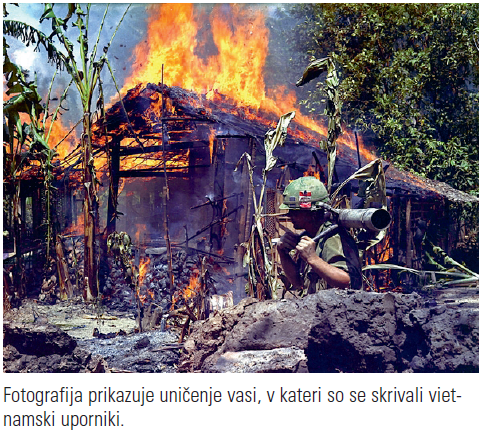 Fotografija prikazuje uničenje vasi, v kateri so se skrivali viet-
namski uporniki.